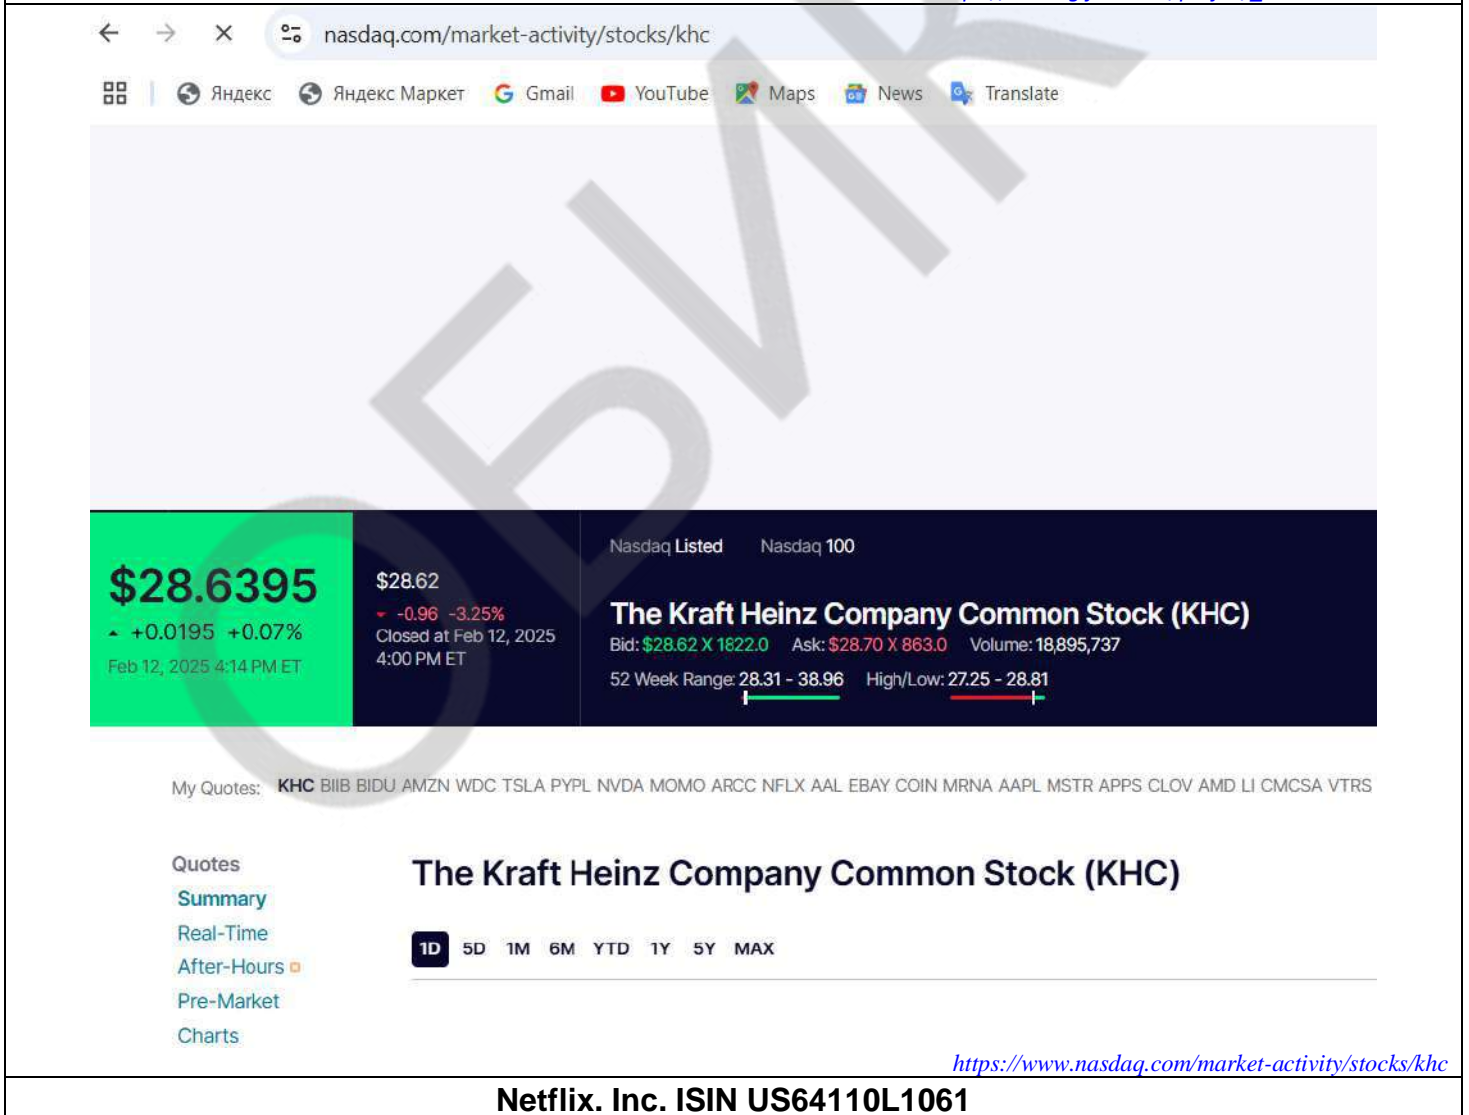 nasdaq.com/market-activity/stocks/khc
Яндекс Яндекс Маркет Gmail YouTube Maps News Translate
ОБИК
Nasdaq Listed Nasdaq 100
$28.6395
+0.0195 +0.07%
Feb 12, 2025 4:14 PM ET
$28.62
-0.96 -3.25%
Closed at Feb 12, 2025
4:00 PM ET
The Kraft Heinz Company Common Stock (KHC)
Bid: $28.62 X 1822.0 Ask: $28.70 X 863.0 Volume: 18,895,737
52 Week Range: 28.31 - 38.96 High/Low: 27.25 - 28.81
My Quotes: KHC BIIB BIDU AMZN WDC TSLA PYPL NVDA MOMO ARCC NFLX AAL EBAY COIN MRNA AAPL MSTR APPS CLOV AMD LI CMCSA VTRS
Quotes
Summary
Real-Time
After-Hours
Pre-Market
Charts
The Kraft Heinz Company Common Stock (KHC)
1D 5D 1M 6M YTD 1Y 5Y MAX
https://www.nasdaq.com/market-activity/stocks/khc
Netflix. Inc. ISIN US64110L1061